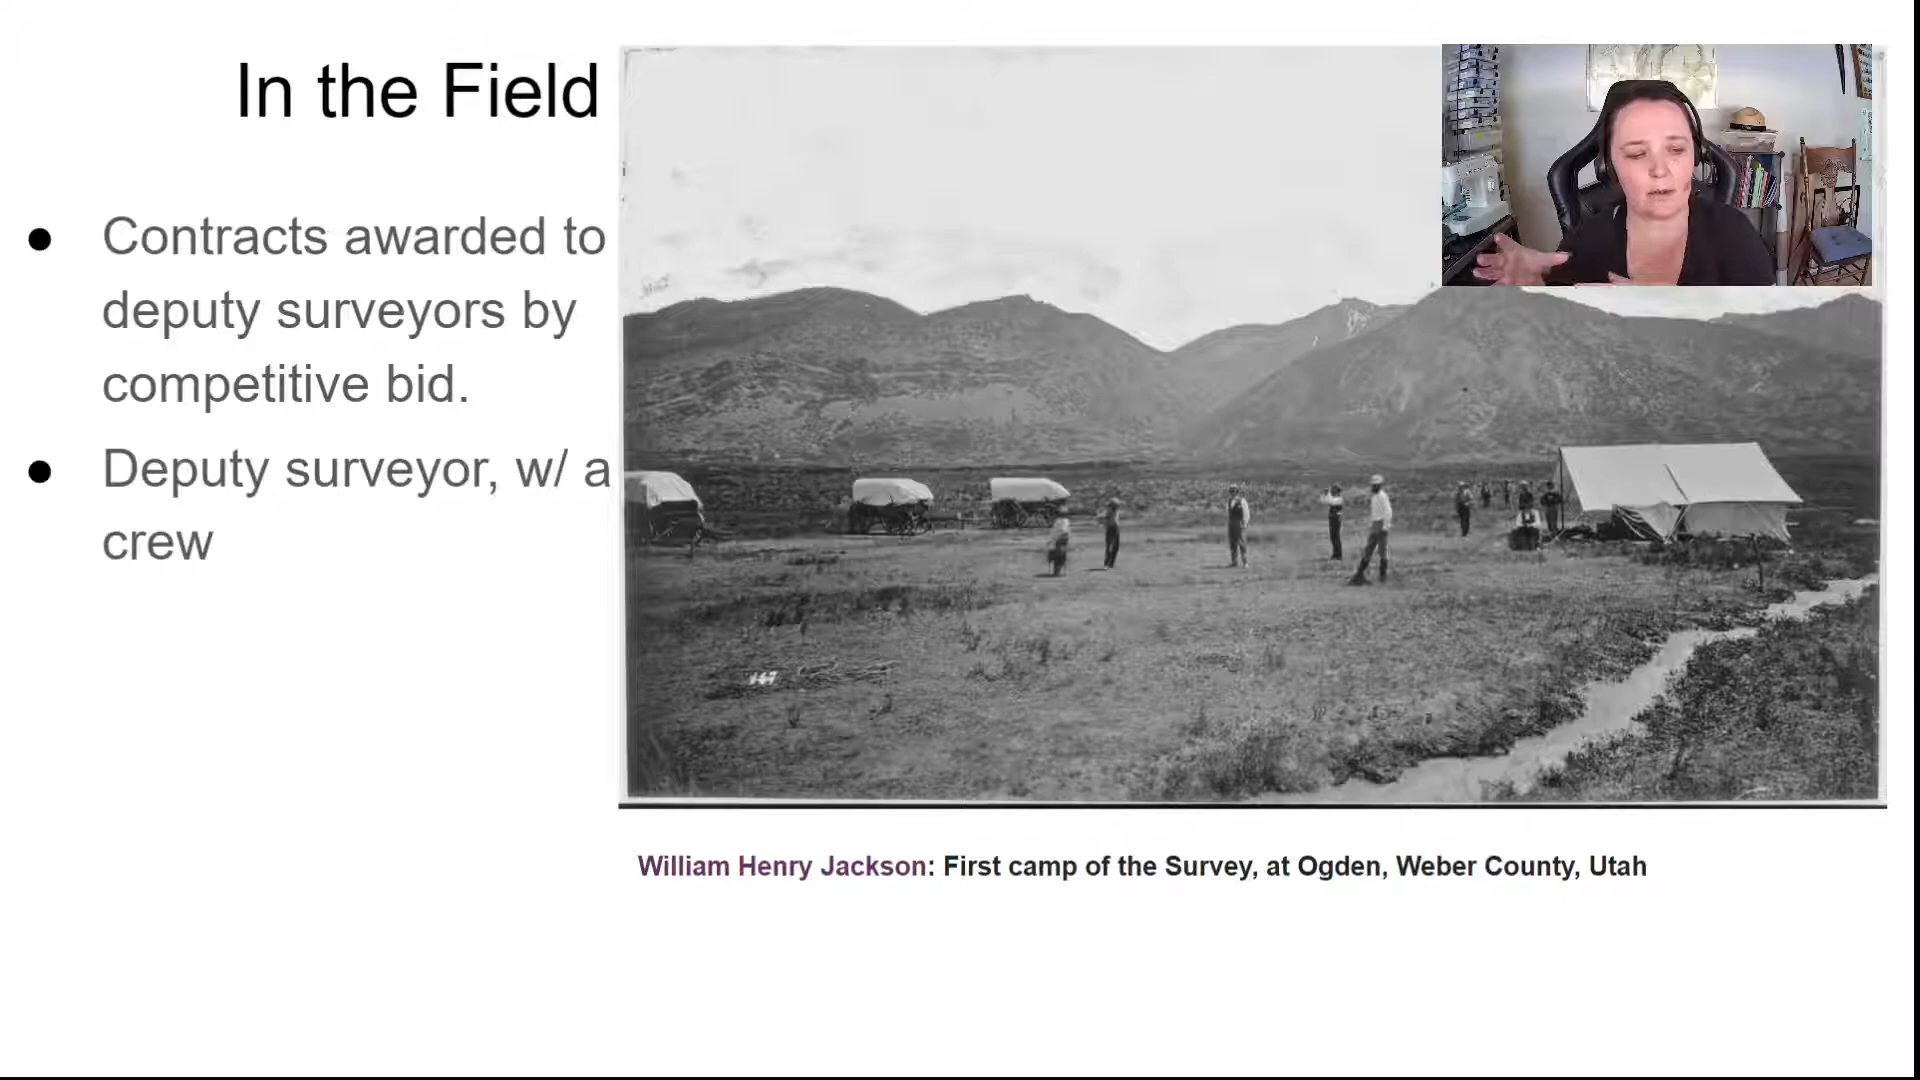 In the Field
● Contracts awarded to
deputy surveyors by
competitive bid.
● Deputy surveyor, w/ a
crew
William Henry Jackson: First camp of the Survey, at Ogden, Weber County, Utah